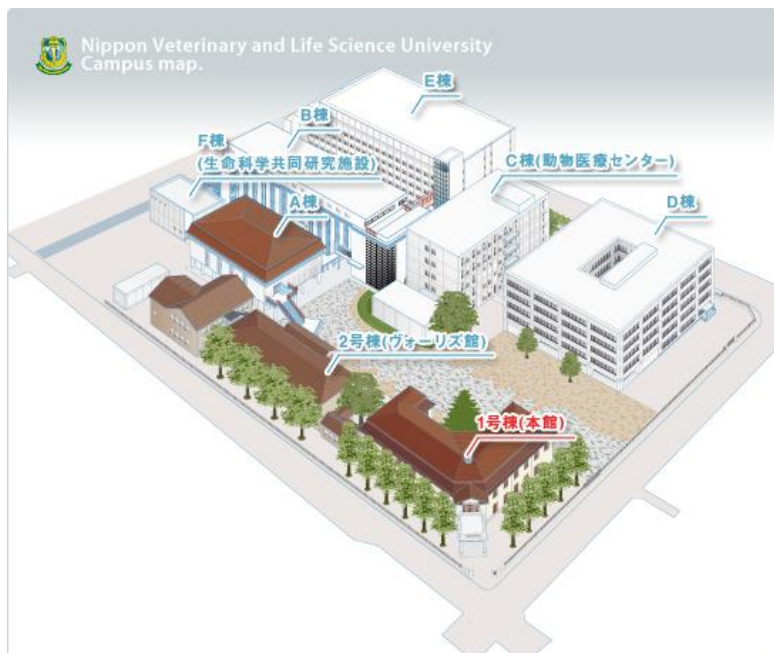 Nippon Veterinary and Life Science University
Campus map.
E棟
B棟
F棟
(生命科学共同研究施設)
C棟(動物医療センター)
A棟
D棟
2号棟(ヴォーリズ館)
1号棟(本館)